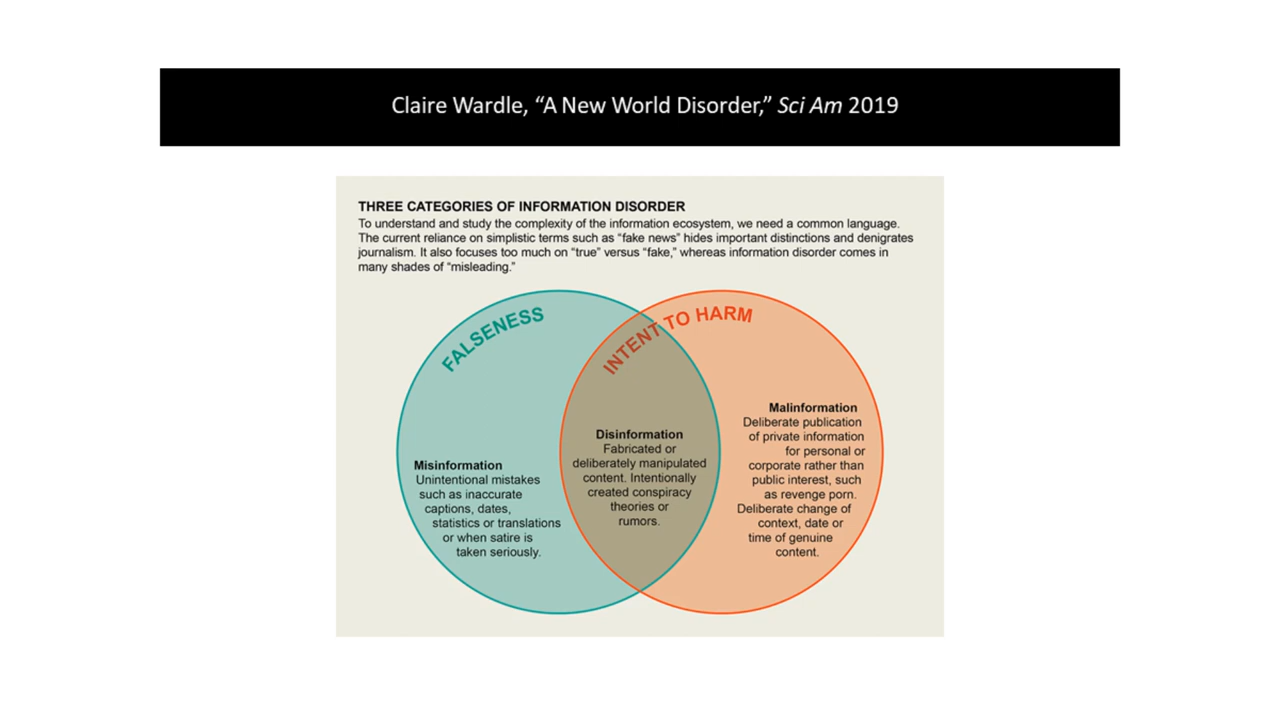 Claire Wardle, “A New World Disorder,” Sci Am 2019
THREE CATEGORIES OF INFORMATION DISORDER
To understand and study the complexity of the information ecosystem, we need a common language.
The current reliance on simplistic terms such as “fake news” hides important distinctions and denigrates
journalism. It also focuses too much on “true” versus “fake,” whereas information disorder comes in
many shades of “misleading.”
FALSENESS
INTENT TO HARM
Misinformation
Unintentional mistakes
such as inaccurate
captions, dates,
statistics or translations
or when satire is
taken seriously.
Disinformation
Fabricated or
deliberately manipulated
content. Intentionally
created conspiracy
theories or
rumors.
Malinformation
Deliberate publication
of private information
for personal or
corporate rather than
public interest, such
as revenge porn.
Deliberate change of
context, date or
time of genuine
content.